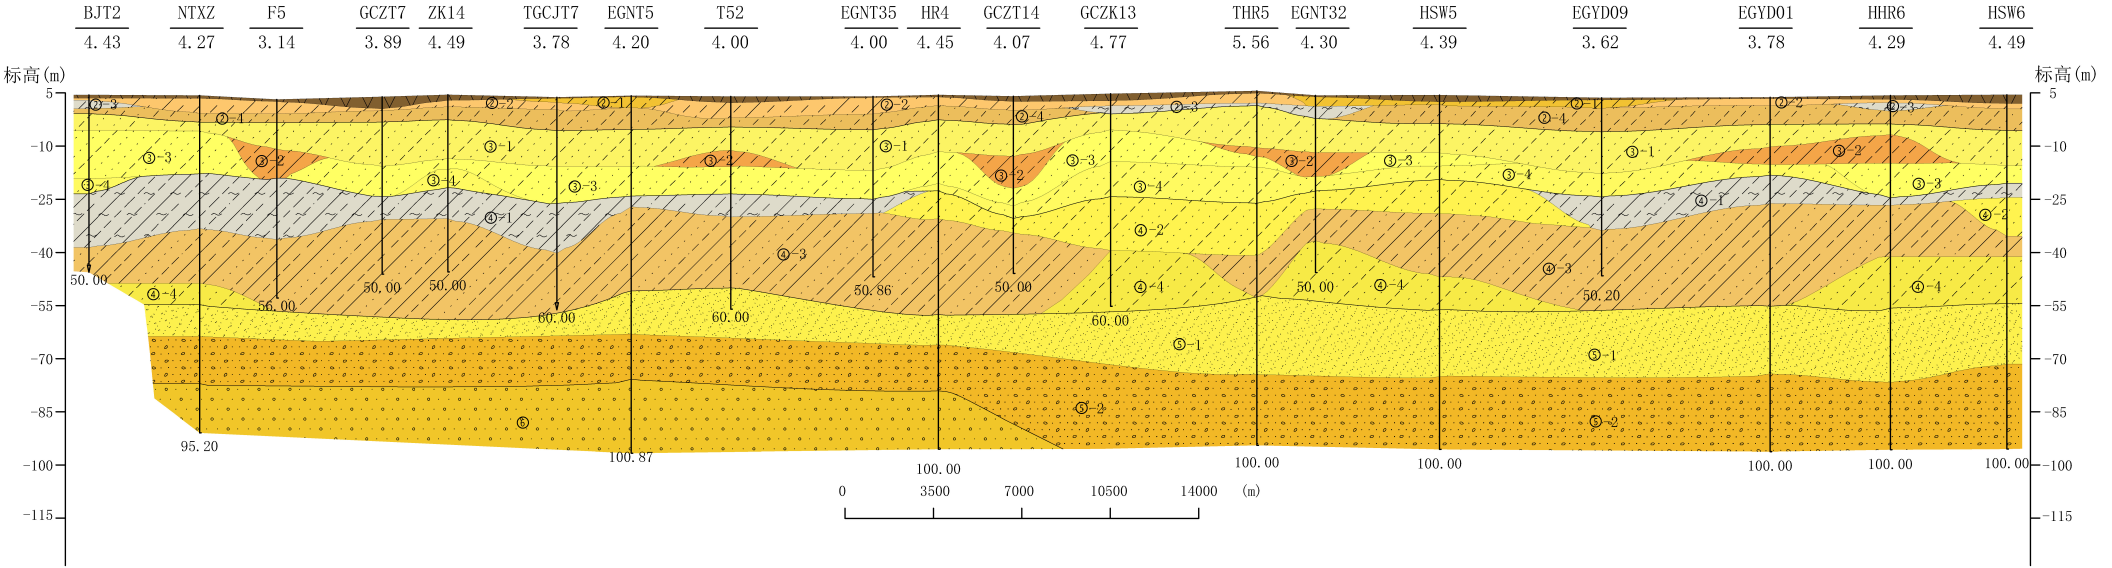 BJT2 NTXZ F5 GCZT7 ZK14 TGCJT7 EGNT5 T52 EGNT35 HR4 GCZT14 GCZK13 THR5 EGNT32 HSW5 EGYD09 EGYD01 HHR6 HSW6
4.43 4.27 3.14 3.89 4.49 3.78 4.20 4.00 4.00 4.45 4.07 4.77 5.56 4.30 4.39 3.62 3.78 4.29 4.49
标高(m) 标高(m)
5 5
②-3 ②-2 ②-1 ②-2 ②-3 ②-1 ②-2 ②-3
②-4 ②-4 ②-4
-10 ③-1 ③-1 ③-1 ③-2 -10
③-3 ③-2 ③-2 ③-3 ③-2 ③-3
③-4 ③-4 ③-3 ③-2 ③-4 ③-4 ③-3
-25 ④-1 ④-1 -25
④-2 ④-2
-40 ④-3 ④-3 -40
50.00 56.00 50.00 50.00 60.00 60.00 50.86 50.00 60.00 50.00 50.20
④-4 ④-4 ④-4 ④-4
-55 -55
⑤-1 ⑤-1
-70 -70
-85 ⑤-2 -85
⑥ ⑤-2
95.20 100.87 100.00 100.00 100.00 100.00 100.00 100.00
-100 -100
0 3500 7000 10500 14000 (m)
-115 -115